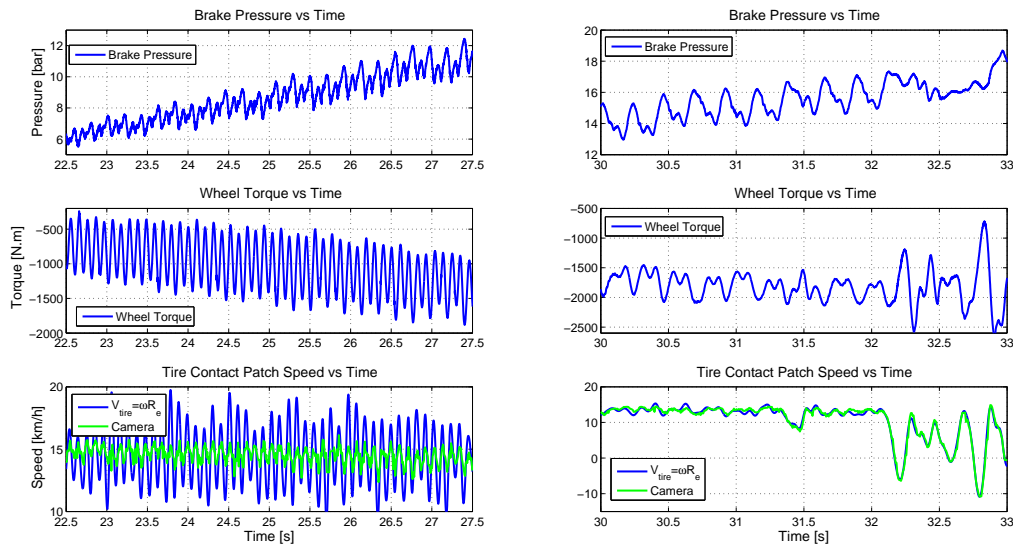 Brake Pressure vs Time
Pressure [bar]
12
10
8
6
Brake Pressure
22.5 23 23.5 24 24.5 25 25.5 26 26.5 27 27.5
Wheel Torque vs Time
Torque [N.m]
−500
−1000
−1500
−2000
Wheel Torque
22.5 23 23.5 24 24.5 25 25.5 26 26.5 27 27.5
Tire Contact Patch Speed vs Time
Speed [km/h]
20
15
10
V_tire=ωR_e
Camera
22.5 23 23.5 24 24.5 25 25.5 26 26.5 27 27.5
Time [s]
Brake Pressure vs Time
20
18
16
14
12
Brake Pressure
30 30.5 31 31.5 32 32.5 33
Wheel Torque vs Time
−500
−1000
−1500
−2000
−2500
Wheel Torque
30 30.5 31 31.5 32 32.5 33
Tire Contact Patch Speed vs Time
20
10
0
−10
V_tire=ωR_e
Camera
30 30.5 31 31.5 32 32.5 33
Time [s]